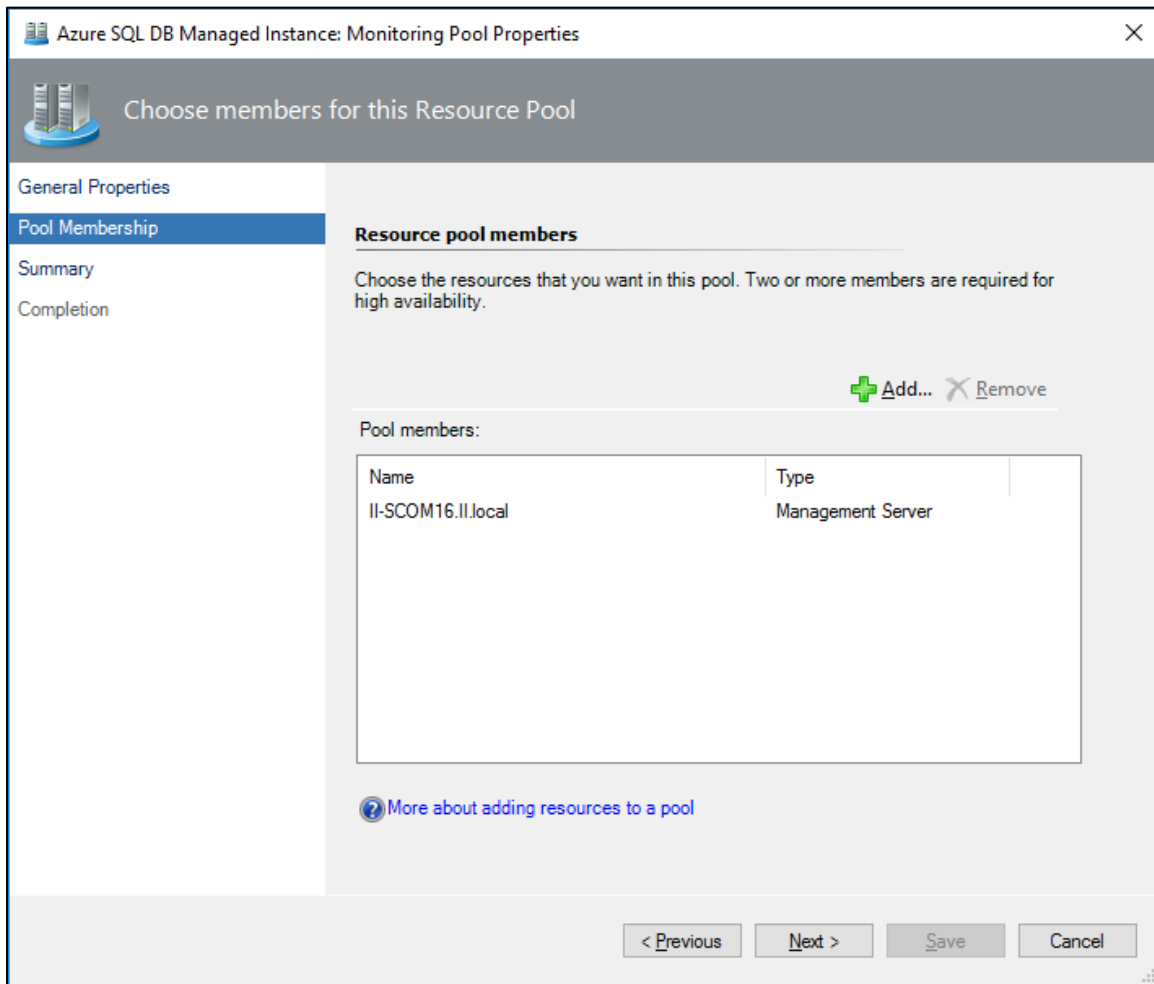 Azure SQL DB Managed Instance: Monitoring Pool Properties
Choose members for this Resource Pool
General Properties
Pool Membership
Summary
Completion
Resource pool members
Choose the resources that you want in this pool. Two or more members are required for
high availability.
Add... Remove
Pool members:
Name Type
II-SCOM16.II.local Management Server
More about adding resources to a pool
< Previous Next > Save Cancel